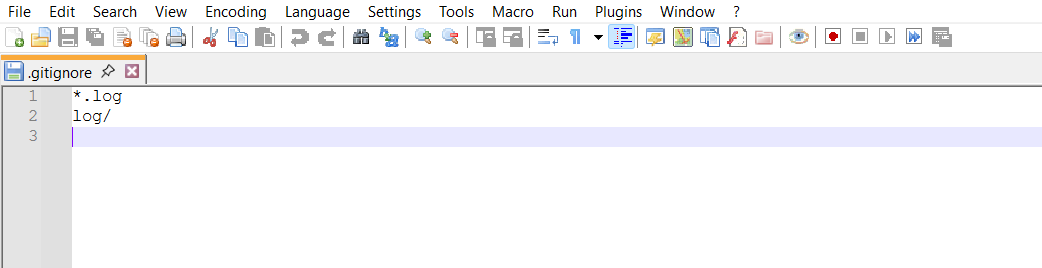 File Edit Search View Encoding Language Settings Tools Macro Run Plugins Window ?
.gitignore
1 *.log
2 log/
3